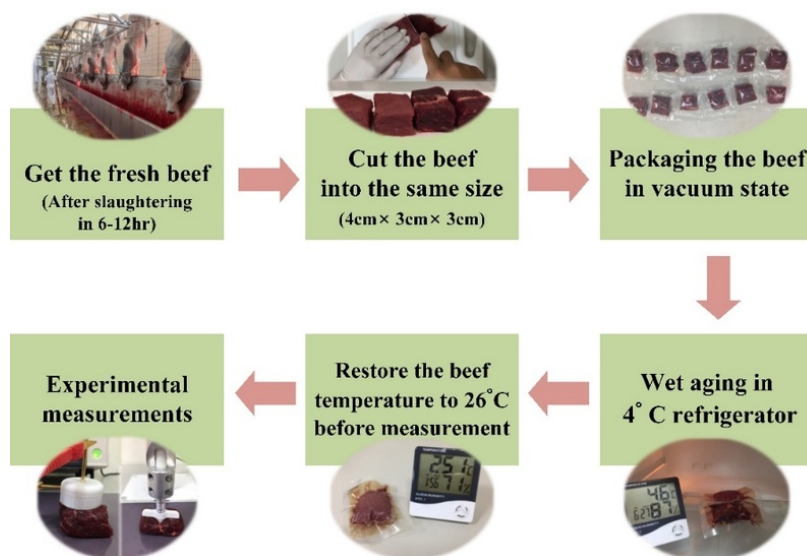 Get the fresh beef
(After slaughtering
in 6-12hr)
Cut the beef
into the same size
(4cm× 3cm× 3cm)
Packaging the beef
in vacuum state
Wet aging in
4°C refrigerator
Restore the beef
temperature to 26°C
before measurement
Experimental
measurements